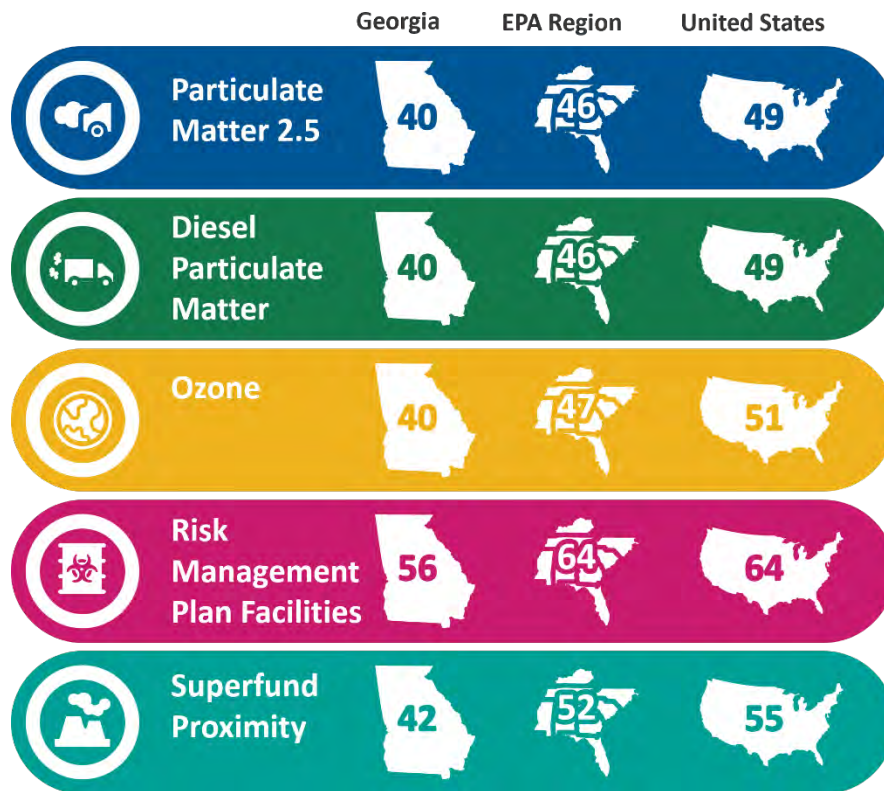 Georgia EPA Region United States
Particulate
Matter 2.5
40 46 49
Diesel
Particulate
Matter
40 46 49
Ozone
40 47 51
Risk
Management
Plan Facilities
56 64 64
Superfund
Proximity
42 52 55